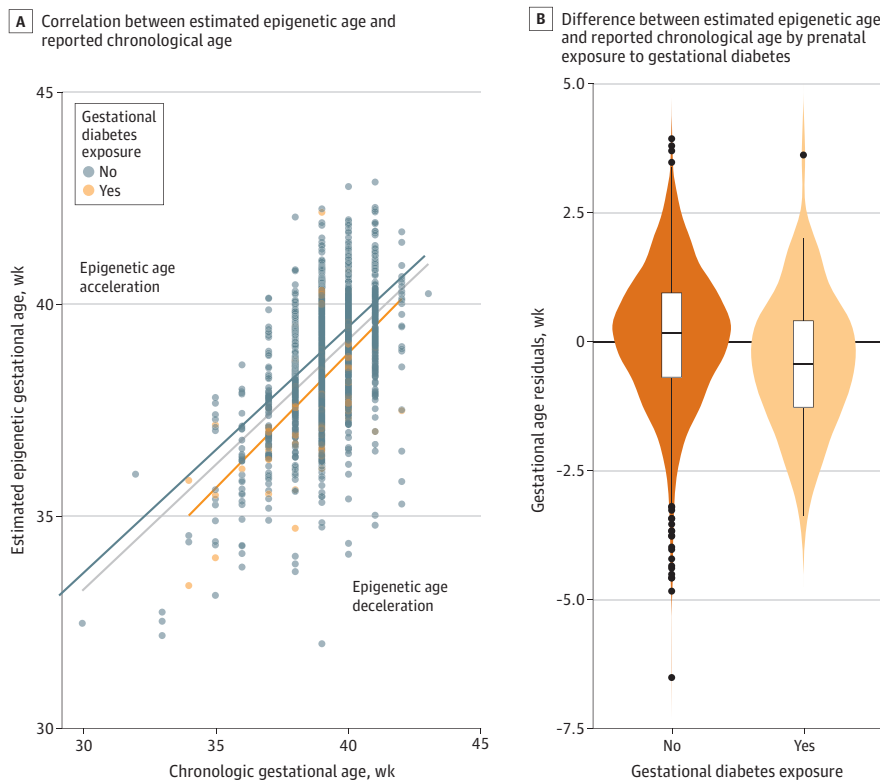 A Correlation between estimated epigenetic age and
reported chronological age
45
40
35
30
Estimated epigenetic gestational age, wk
Gestational
diabetes
exposure
No
Yes
Epigenetic age
acceleration
Epigenetic age
deceleration
30
35
40
45
Chronologic gestational age, wk
B Difference between estimated epigenetic age
and reported chronological age by prenatal
exposure to gestational diabetes
5.0
2.5
0
-2.5
-5.0
-7.5
Gestational age residuals, wk
No
Yes
Gestational diabetes exposure